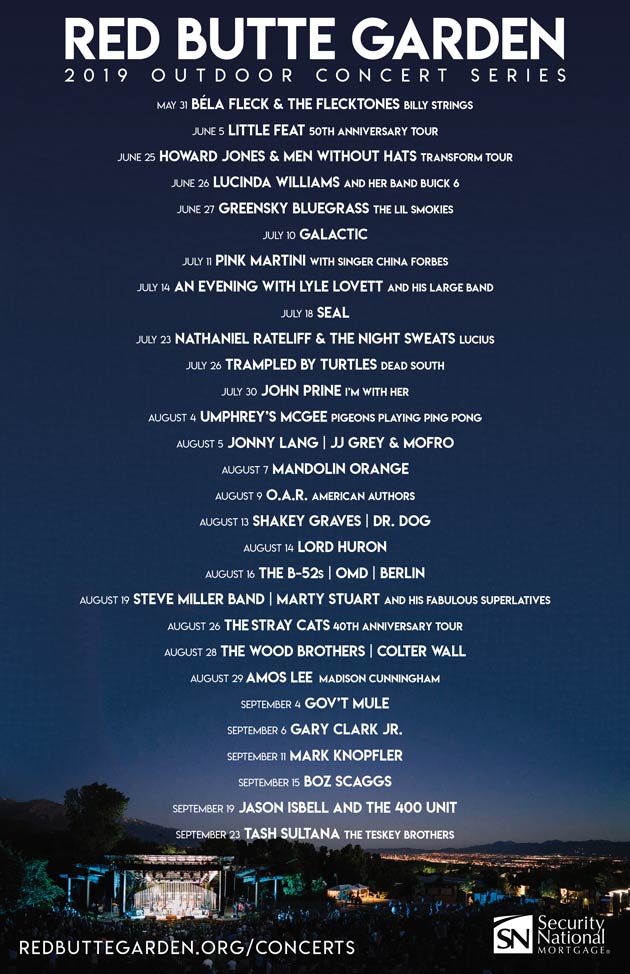 RED BUTTE GARDEN
2019 OUTDOOR CONCERT SERIES
MAY 31 BÉLA FLECK & THE FLECKTONES BILLY STRINGS
JUNE 5 LITTLE FEAT 50TH ANNIVERSARY TOUR
JUNE 25 HOWARD JONES & MEN WITHOUT HATS TRANSFORM TOUR
JUNE 26 LUCINDA WILLIAMS AND HER BAND BUICK 6
JUNE 27 GREENSKY BLUEGRASS THE LIL SMOKIES
JULY 10 GALACTIC
JULY 11 PINK MARTINI WITH SINGER CHINA FORBES
JULY 14 AN EVENING WITH LYLE LOVETT AND HIS LARGE BAND
JULY 18 SEAL
JULY 23 NATHANIEL RATELIFF & THE NIGHT SWEATS LUCIUS
JULY 26 TRAMPLED BY TURTLES DEAD SOUTH
JULY 30 JOHN PRINE I'M WITH HER
AUGUST 4 UMPHREY'S MCGEE PIGEONS PLAYING PING PONG
AUGUST 5 JONNY LANG | JJ GREY & MOFRO
AUGUST 7 MANDOLIN ORANGE
AUGUST 9 O.A.R. AMERICAN AUTHORS
AUGUST 13 SHAKEY GRAVES | DR. DOG
AUGUST 14 LORD HURON
AUGUST 16 THE B-52s | OMD | BERLIN
AUGUST 19 STEVE MILLER BAND | MARTY STUART AND HIS FABULOUS SUPERLATIVES
AUGUST 26 THE STRAY CATS 40TH ANNIVERSARY TOUR
AUGUST 28 THE WOOD BROTHERS | COLTER WALL
AUGUST 29 AMOS LEE MADISON CUNNINGHAM
SEPTEMBER 4 GOV'T MULE
SEPTEMBER 6 GARY CLARK JR.
SEPTEMBER 11 MARK KNOPFLER
SEPTEMBER 15 BOZ SCAGGS
SEPTEMBER 19 JASON ISBELL AND THE 400 UNIT
SEPTEMBER 23 TASH SULTANA THE TESKEY BROTHERS
REDBUTTEGARDEN.ORG/CONCERTS
SN
Security
National
MORTGAGE®